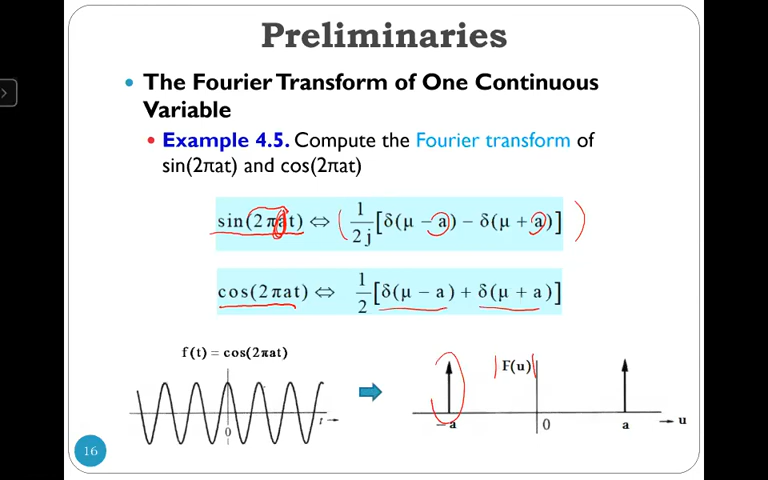 Preliminaries
• The Fourier Transform of One Continuous
Variable
• Example 4.5. Compute the Fourier transform of
sin(2πat) and cos(2πat)
sin(2πat) ⇔ (1/2j [δ(μ − a) − δ(μ + a)])
cos(2πat) ⇔ 1/2 [δ(μ − a) + δ(μ + a)]
f(t) = cos(2πat)
|F(u)|
0
t
-a
0
a
u
16